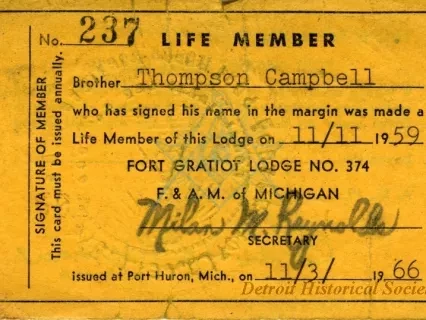 No. 237 LIFE MEMBER
Brother Thompson Campbell
who has signed his name in the margin was made a
Life Member of this Lodge on 11/11 1959
FORT GRATIOT LODGE NO. 374
F. & A.M. of MICHIGAN
Milan M. Reynolds
SECRETARY
issued at Port Huron, Mich., on 11/3/ 1966
SIGNATURE OF MEMBER
This card must be issued annually.
Detroit Historical Socie